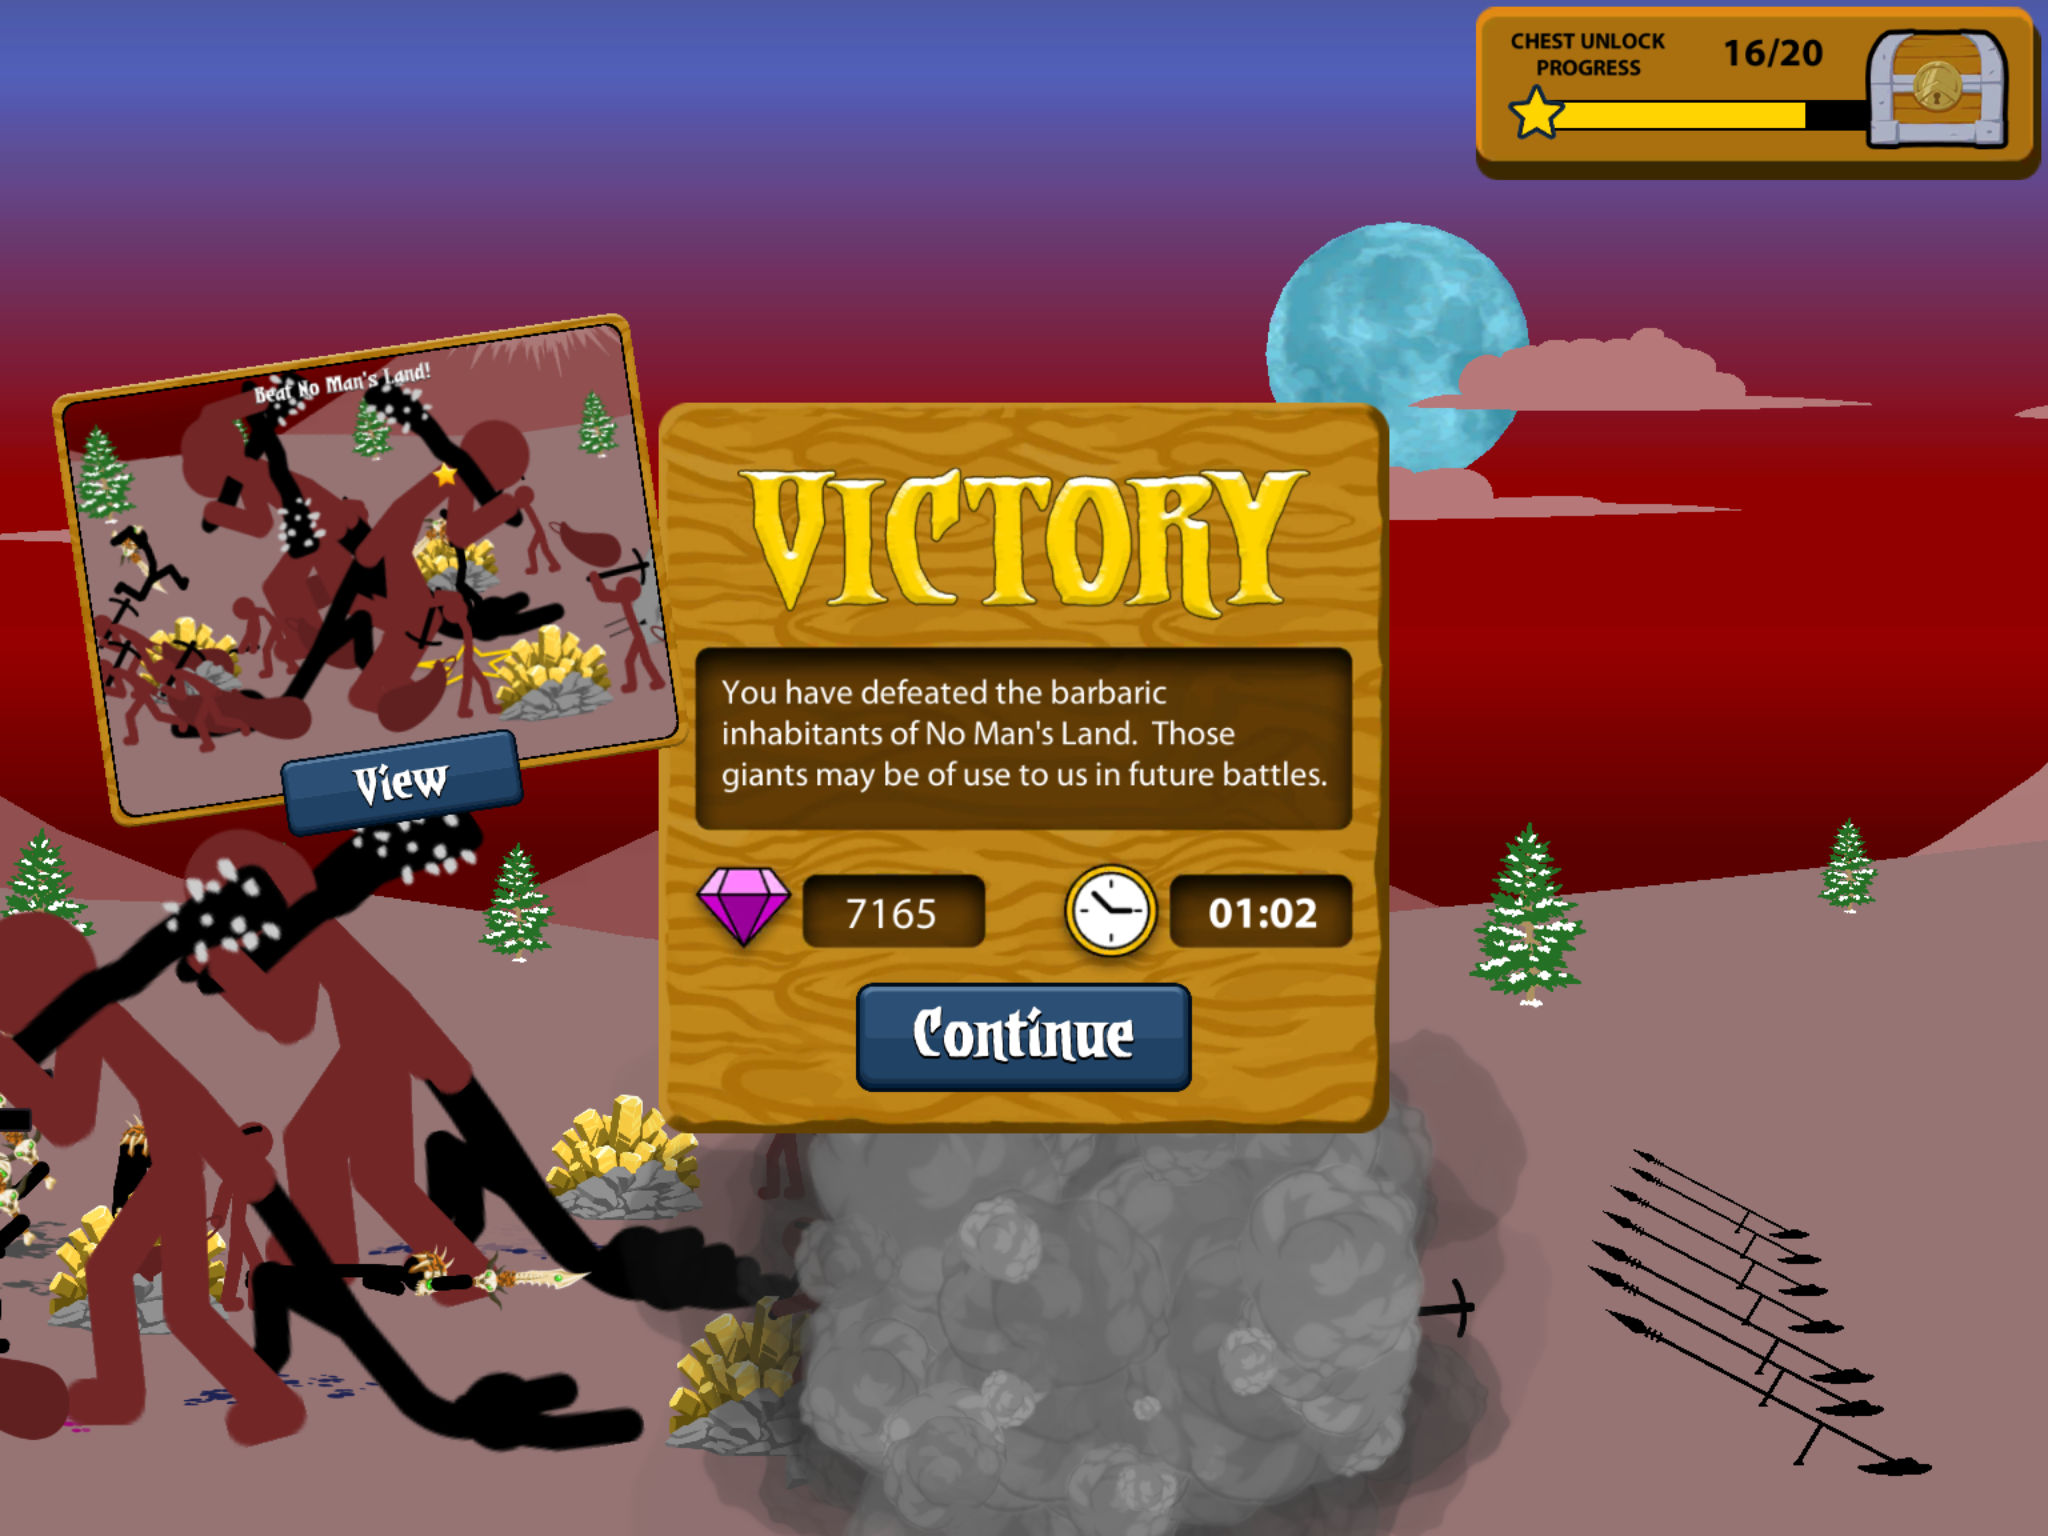 CHEST UNLOCK
PROGRESS
16/20
Beat No Man's Land!
View
VICTORY
You have defeated the barbaric
inhabitants of No Man's Land.  Those
giants may be of use to us in future battles.
7165
01:02
Continue